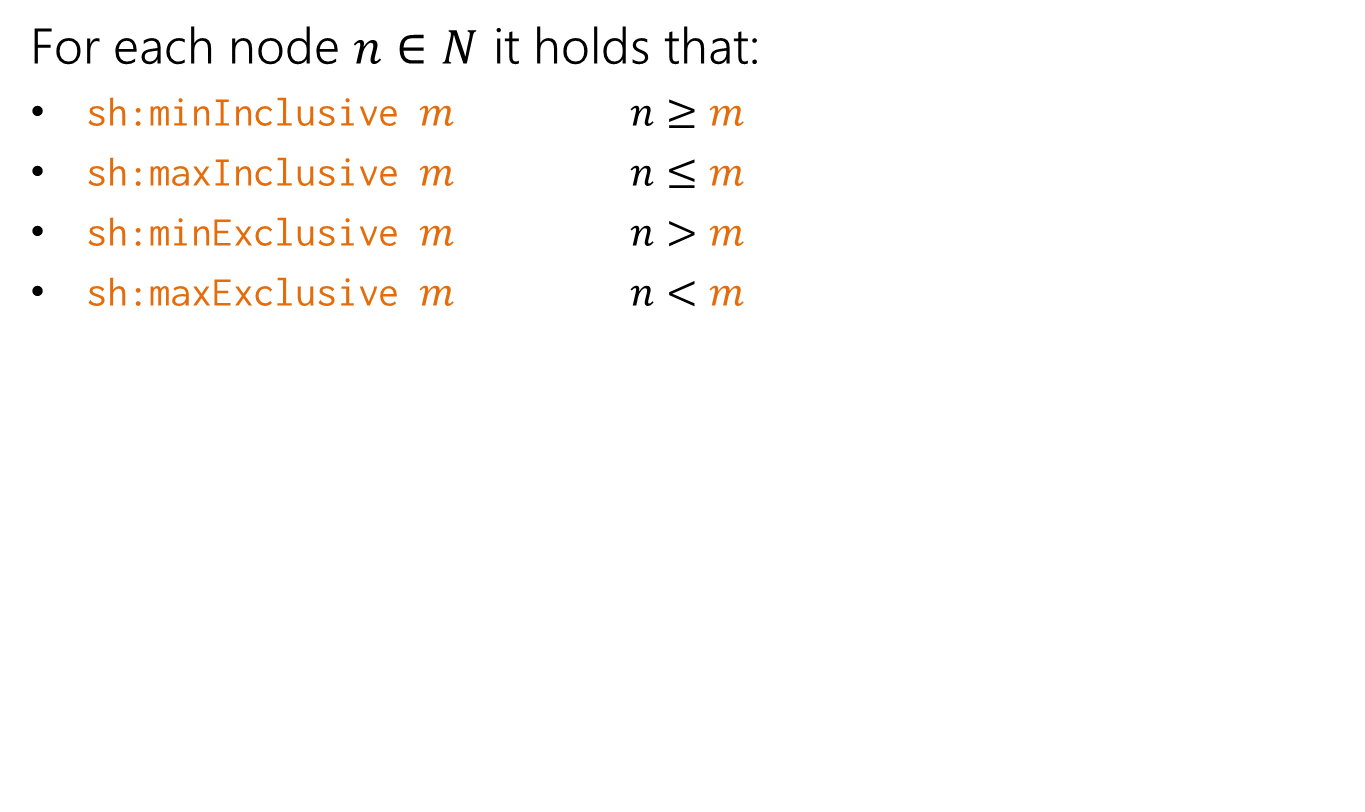 For each node 𝑛 ∈ 𝑁 it holds that:
• sh:minInclusive 𝑚 𝑛 ≥ 𝑚
• sh:maxInclusive 𝑚 𝑛 ≤ 𝑚
• sh:minExclusive 𝑚 𝑛 > 𝑚
• sh:maxExclusive 𝑚 𝑛 < 𝑚